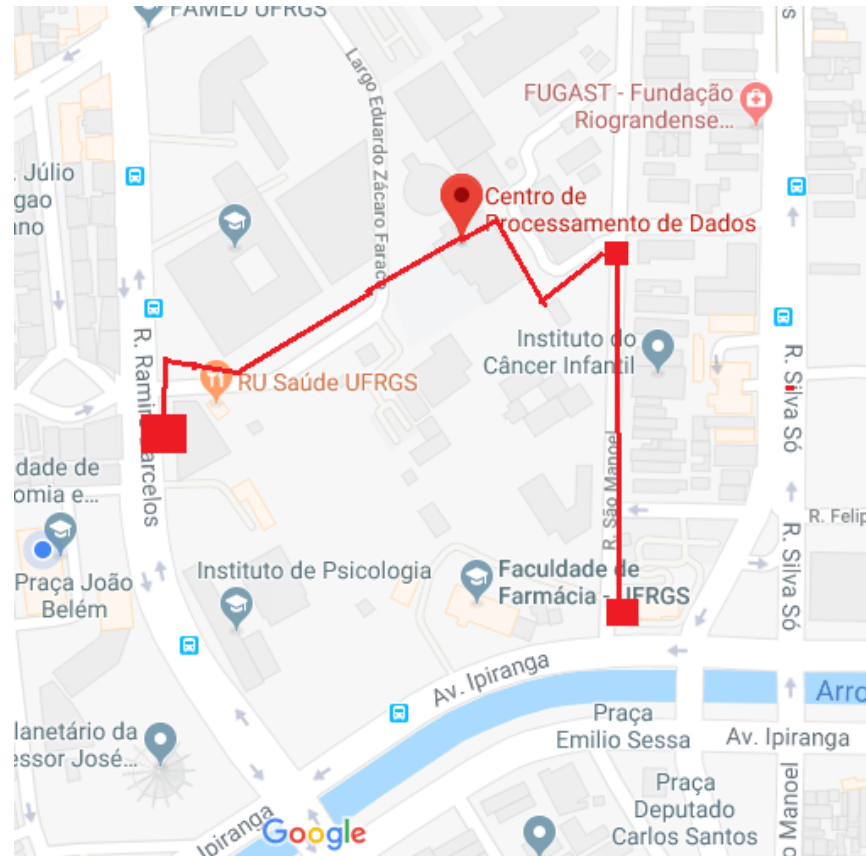 FAMED UFRGS
Largo Eduardo Zácaro Faraco
FUGAST - Fundação
Riograndense...
. Júlio
gao
ano
Centro de
Processamento de Dados
R. Ramiro Barcelos
Instituto do
Câncer Infantil
RU Saúde UFRGS
R. Silva Só
R. São Manoel
dade de
omia e...
R. Felip
Instituto de Psicologia
Faculdade de
Farmácia - UFRGS
Praça João
Belém
R. Silva Só
Av. Ipiranga
Arro
Praça
Emilio Sessa
Av. Ipiranga
lanetário da
essor José...
Praça
Deputado
Carlos Santos
o Manoel
Ipiranga
Google